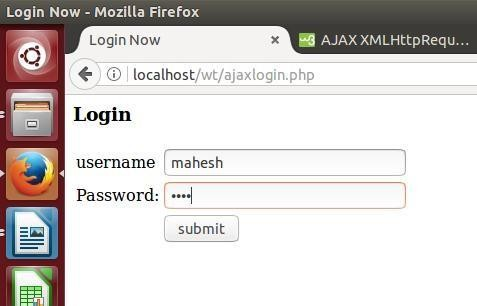 Login Now - Mozilla Firefox
Login Now
AJAX XMLHttpRequ...
localhost/wt/ajaxlogin.php
Login
username mahesh
Password: ••••
submit